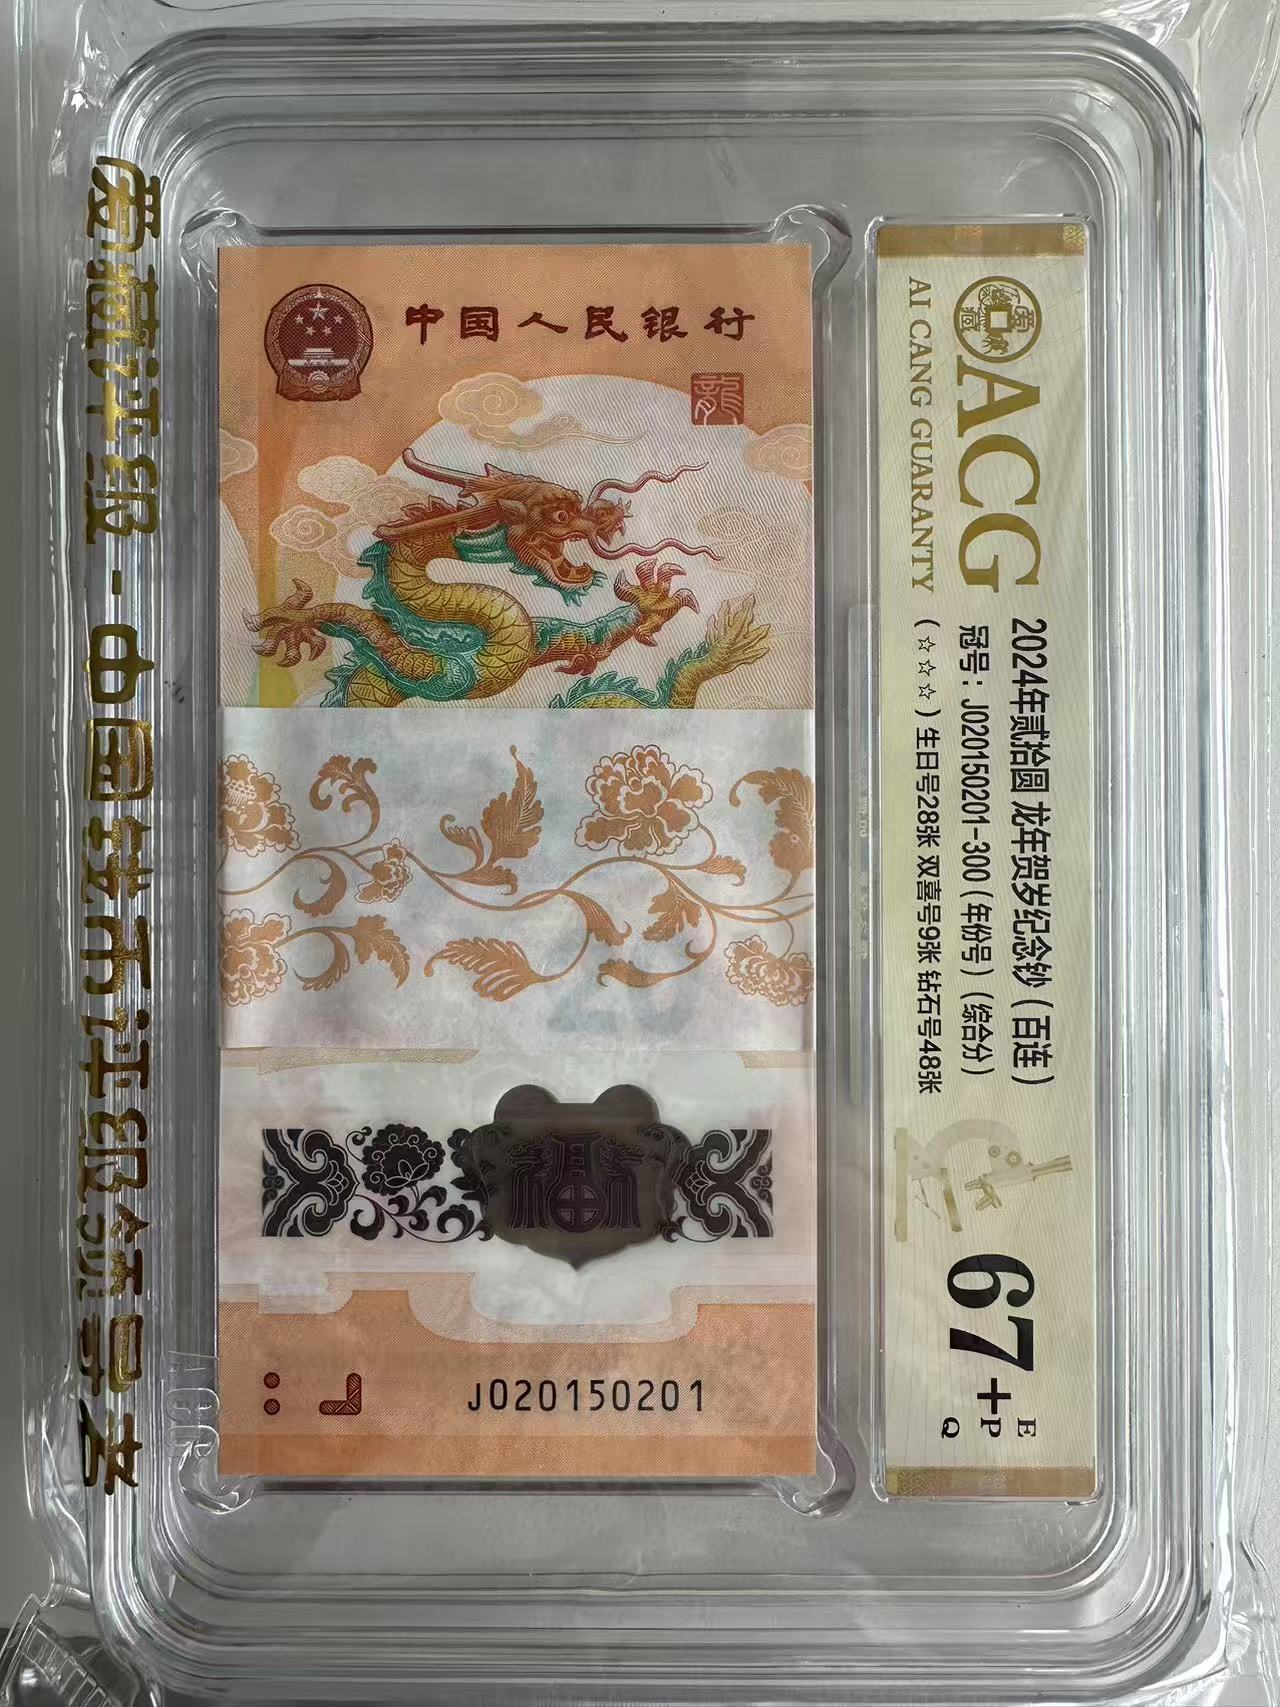 中国人民银行
龍
J020150201
ACG
AI CANG GUARANTY
2024年贰拾圆 龙年贺岁纪念钞（百连）
冠号：J020150201-300（年份号）（综合分）
（☆☆☆）生日号28张 双喜号9张 钻石号48张
67+
E
P
Q
爱藏评级-中国钱币评级领导者
ACG